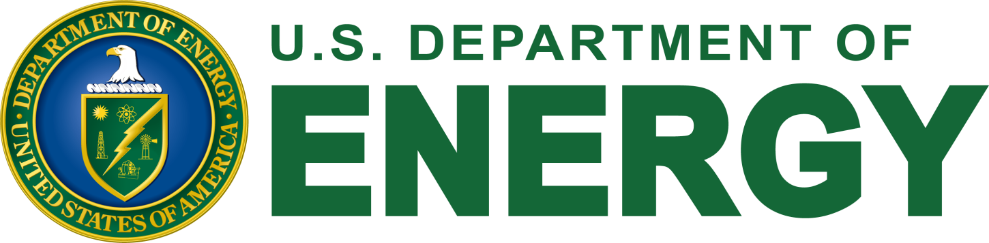 DEPARTMENT OF ENERGY
UNITED STATES OF AMERICA
U.S. DEPARTMENT OF
ENERGY